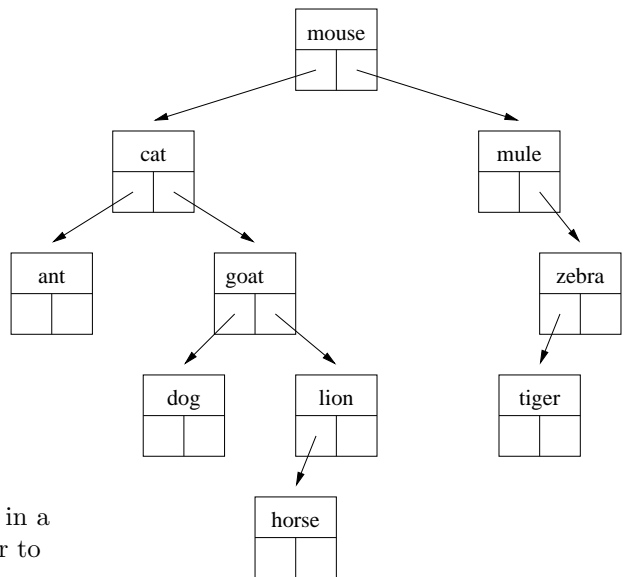 mouse
cat mule
ant goat zebra
dog lion tiger
in a
horse
r to